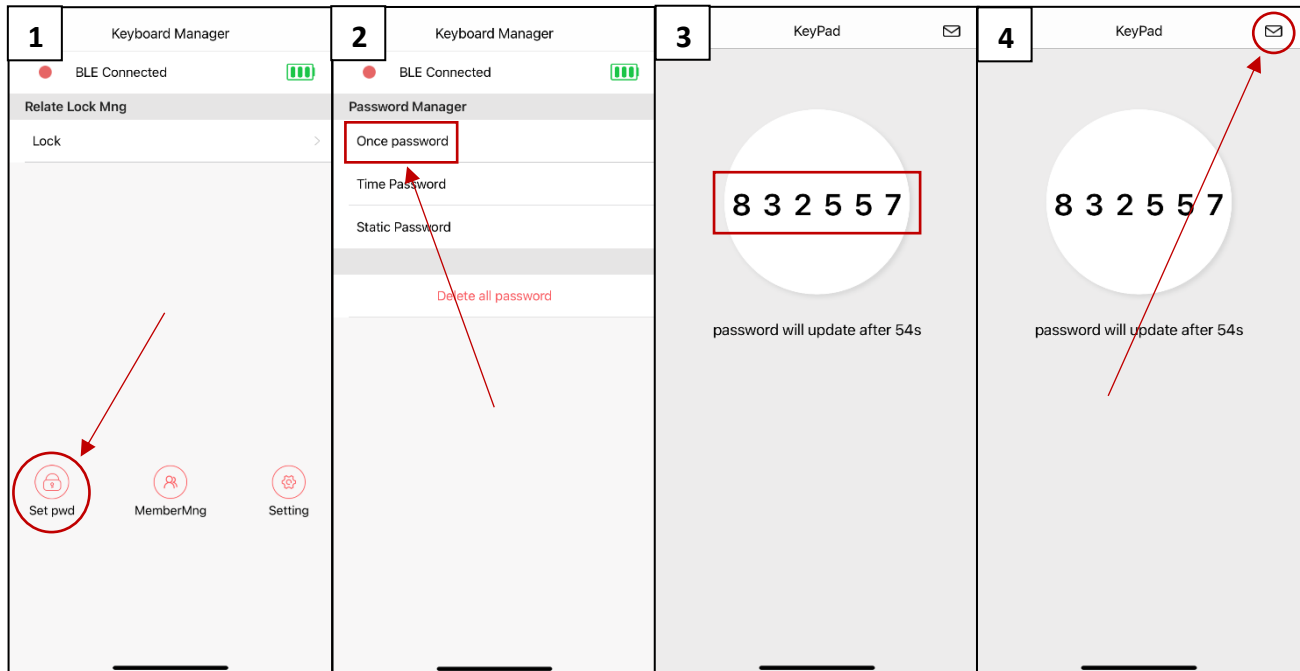 1
Keyboard Manager
BLE Connected
Relate Lock Mng
Lock
Set pwd
MemberMng
Setting
2
Keyboard Manager
BLE Connected
Password Manager
Once password
Time Password
Static Password
Delete all password
3
KeyPad
8 3 2 5 5 7
password will update after 54s
4
KeyPad
8 3 2 5 5 7
password will update after 54s